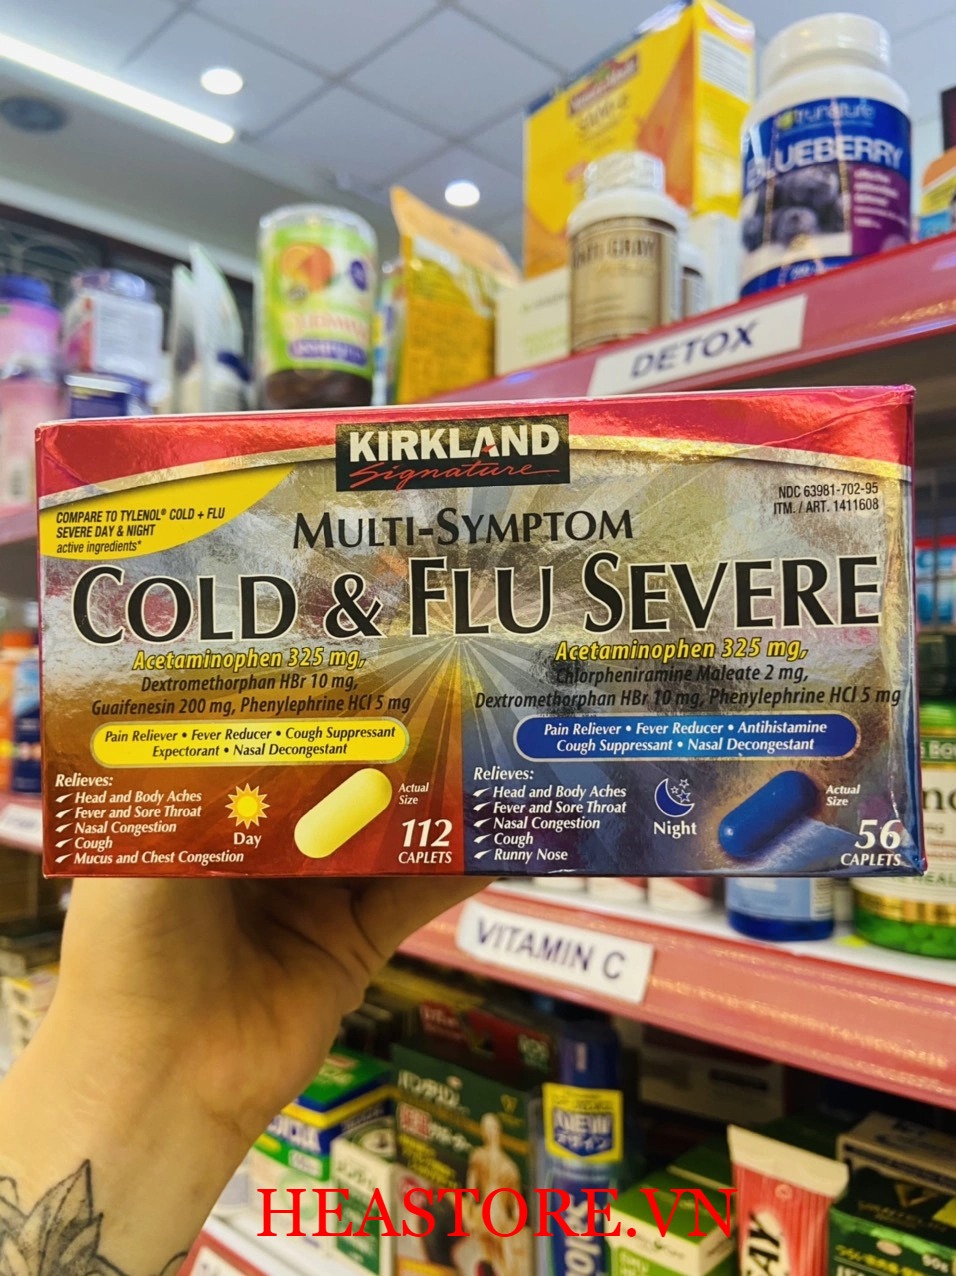 BLUEBERRY
DETOX
KIRKLAND
Signature
COMPARE TO TYLENOL® COLD + FLU
SEVERE DAY & NIGHT
active ingredients*
NDC 63981-702-95
ITM. / ART. 1411608
MULTI-SYMPTOM
COLD & FLU SEVERE
Acetaminophen 325 mg,
Dextromethorphan HBr 10 mg,
Guaifenesin 200 mg, Phenylephrine HCl 5 mg
Acetaminophen 325 mg,
Chlorpheniramine Maleate 2 mg,
Dextromethorphan HBr 10 mg, Phenylephrine HCl 5 mg
Pain Reliever • Fever Reducer • Cough Suppressant
Expectorant • Nasal Decongestant
Pain Reliever • Fever Reducer • Antihistamine
Cough Suppressant • Nasal Decongestant
Relieves:
Head and Body Aches
Fever and Sore Throat
Nasal Congestion
Cough
Mucus and Chest Congestion
Day
Actual
Size
112
CAPLETS
Relieves:
Head and Body Aches
Fever and Sore Throat
Nasal Congestion
Cough
Runny Nose
Night
Actual
Size
56
CAPLETS
VITAMIN C
NEW
デザイン
HEASTORE.VN